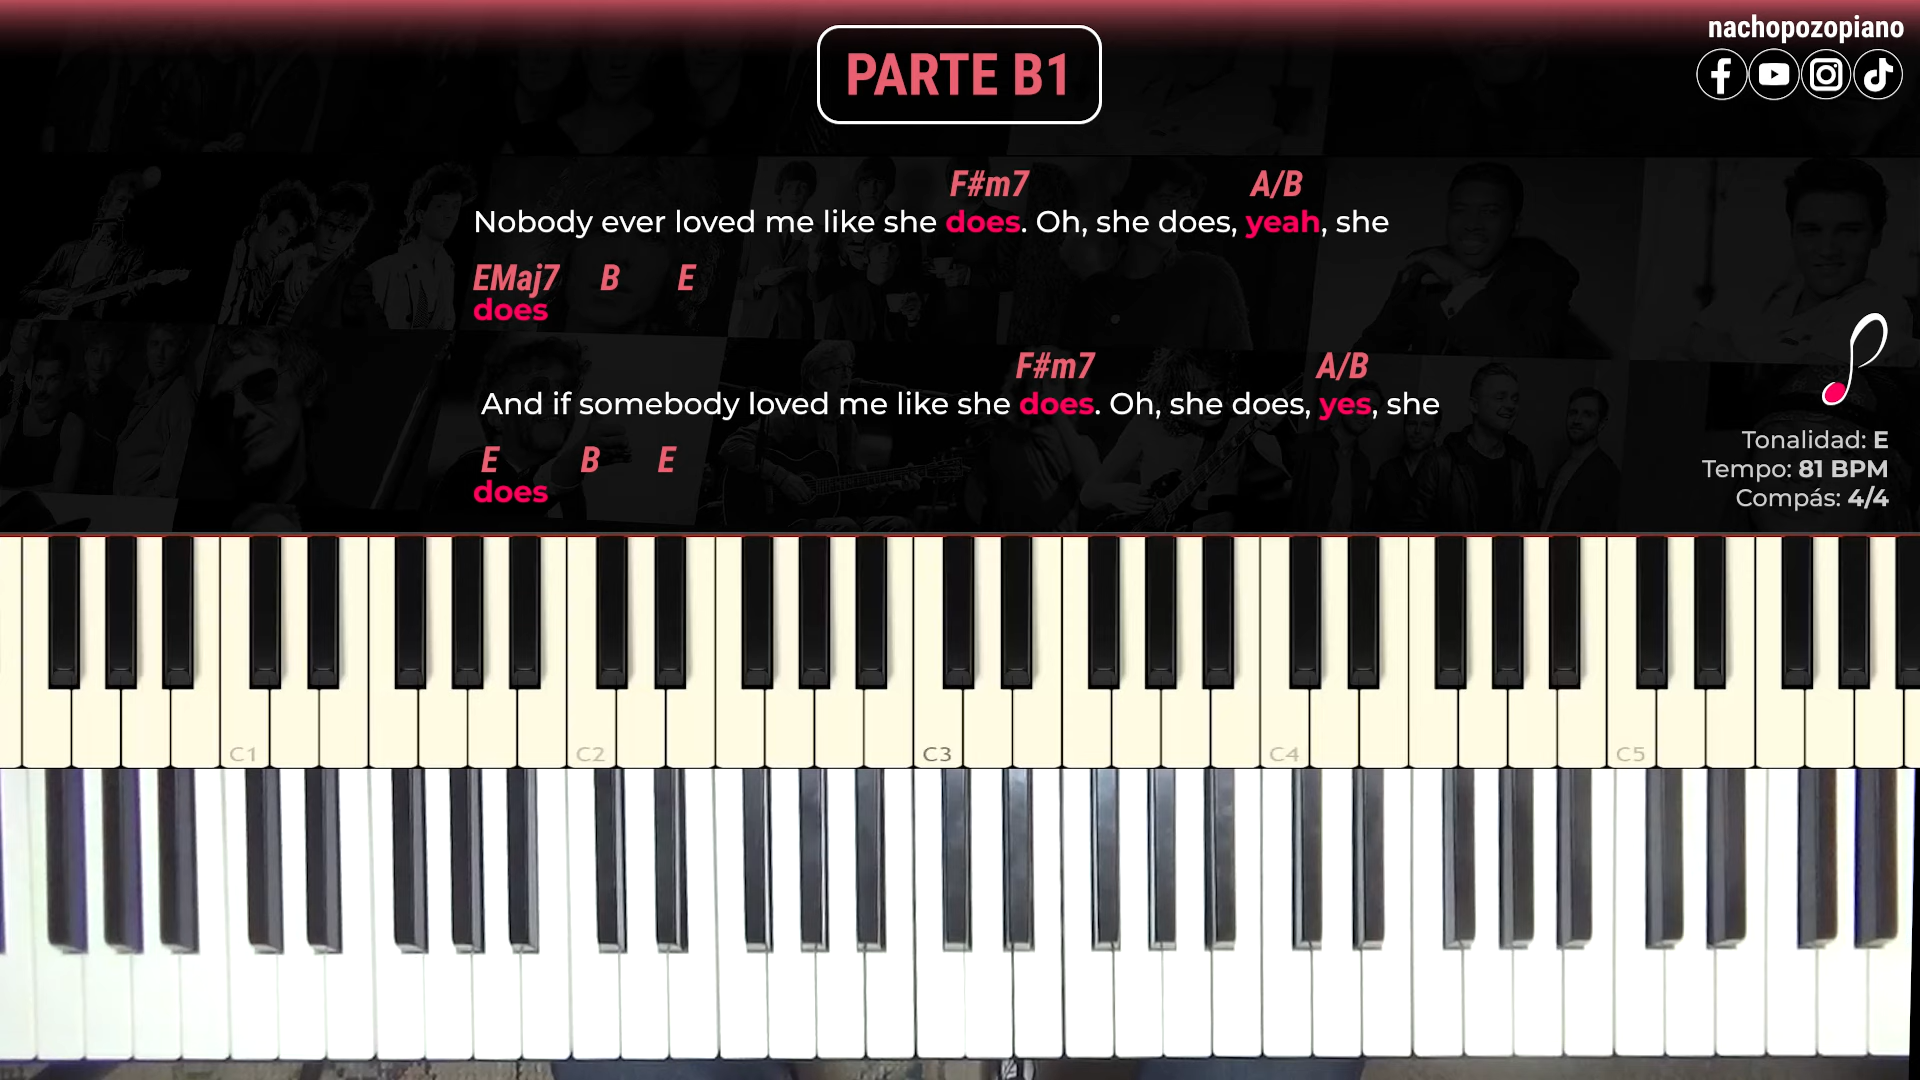 nachopozopiano
PARTE B1
F#m7 A/B
Nobody ever loved me like she does. Oh, she does, yeah, she
EMaj7 B E
does
F#m7 A/B
And if somebody loved me like she does. Oh, she does, yes, she
E B E
does
Tonalidad: E
Tempo: 81 BPM
Compás: 4/4
C1 C2 C3 C4 C5